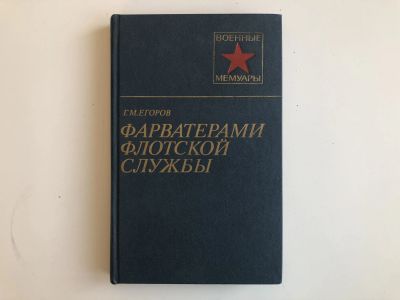 ВОЕННЫЕ
МЕМУАРЫ
Г.М.ЕГОРОВ
ФАРВАТЕРАМИ
ФЛОТСКОЙ
СЛУЖБЫ